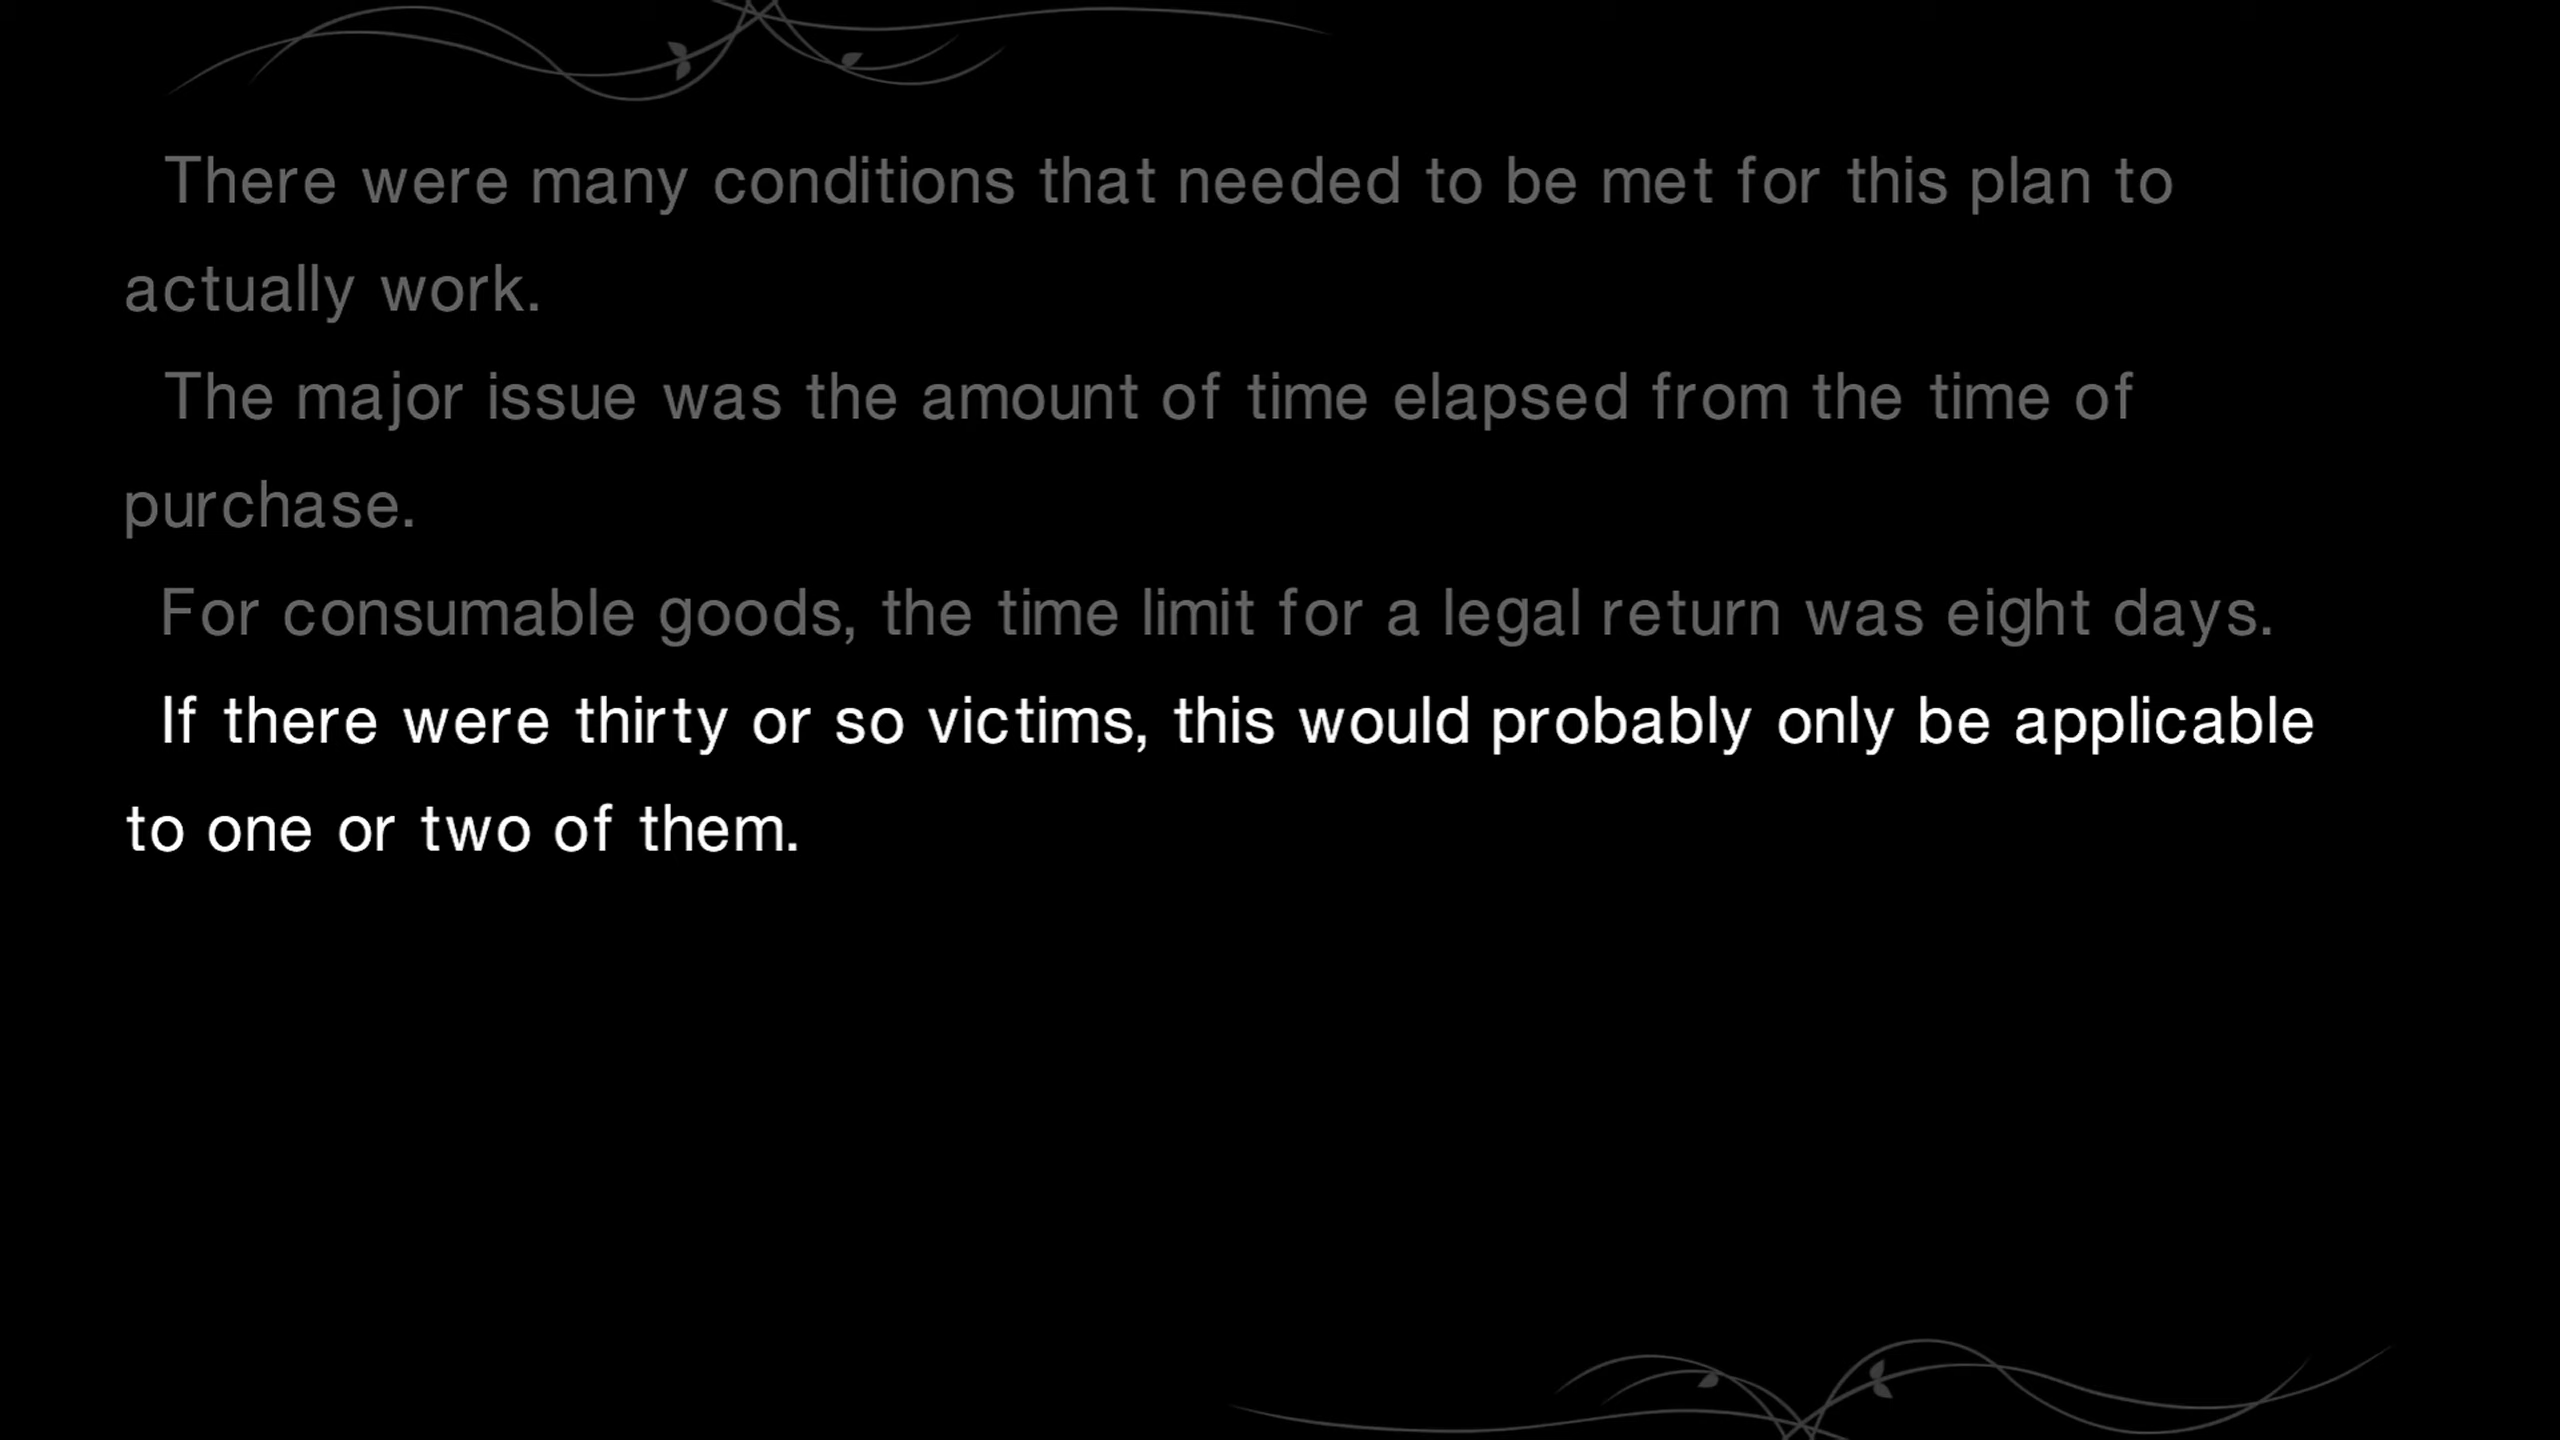 There were many conditions that needed to be met for this plan to
actually work.
The major issue was the amount of time elapsed from the time of
purchase.
For consumable goods, the time limit for a legal return was eight days.
If there were thirty or so victims, this would probably only be applicable
to one or two of them.